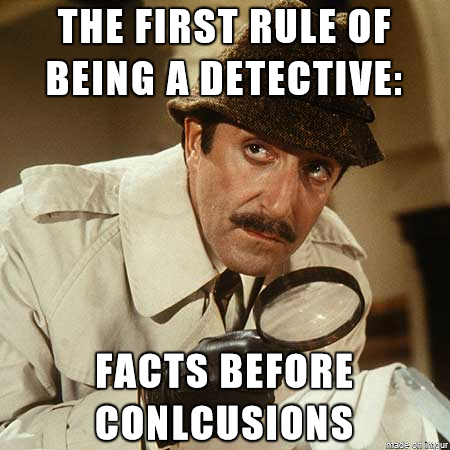 THE FIRST RULE OF
BEING A DETECTIVE:
FACTS BEFORE
CONLCUSIONS
made on imgur